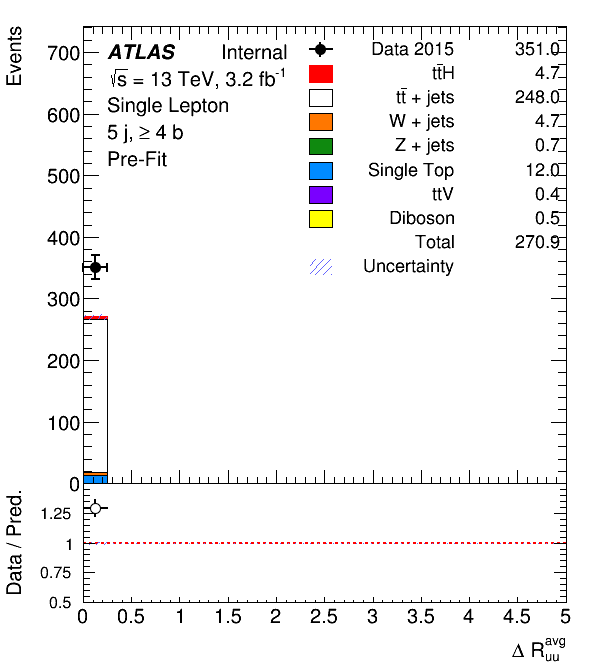 Events
700
600
500
400
300
200
100
0
ATLAS Internal
√s = 13 TeV, 3.2 fb⁻¹
Single Lepton
5 j, ≥ 4 b
Pre-Fit
Data 2015 351.0
tt̄H 4.7
tt̄ + jets 248.0
W + jets 4.7
Z + jets 0.7
Single Top 12.0
ttV 0.4
Diboson 0.5
Total 270.9
Uncertainty
Data / Pred.
1.25
1
0.75
0.5
0 0.5 1 1.5 2 2.5 3 3.5 4 4.5 5
Δ R_uu^avg